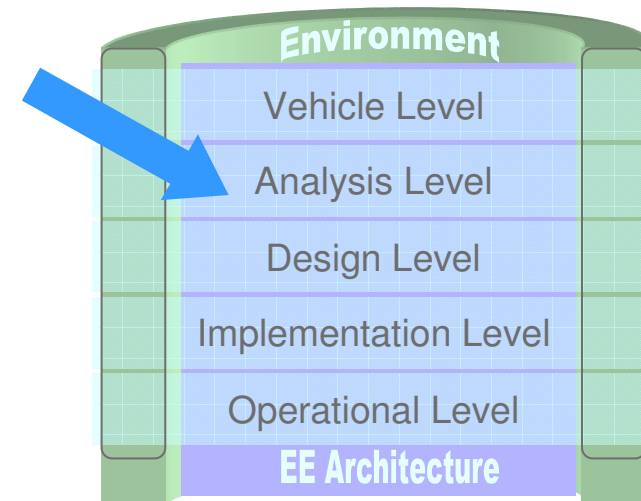 Environment
Vehicle Level
Analysis Level
Design Level
Implementation Level
Operational Level
EE Architecture